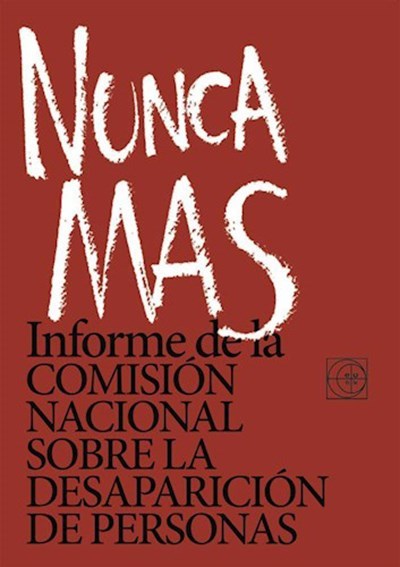 NUNCA
MAS
Informe de la
COMISIÓN
NACIONAL
SOBRE LA
DESAPARICIÓN
DE PERSONAS